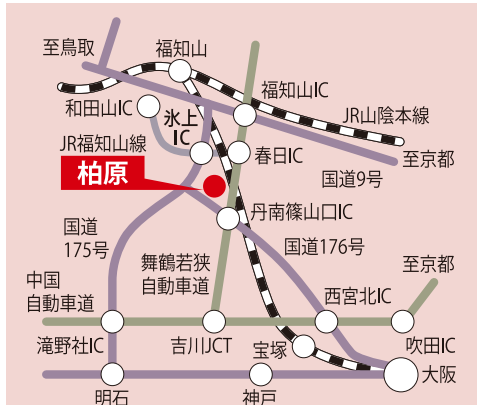 至鳥取
福知山
福知山IC
和田山IC
氷上
IC
JR山陰本線
JR福知山線
春日IC
至京都
柏原
国道9号
丹南篠山口IC
国道
175号
国道176号
舞鶴若狭
自動車道
至京都
中国
自動車道
西宮北IC
滝野社IC
吉川JCT
宝塚
吹田IC
大阪
明石
神戸